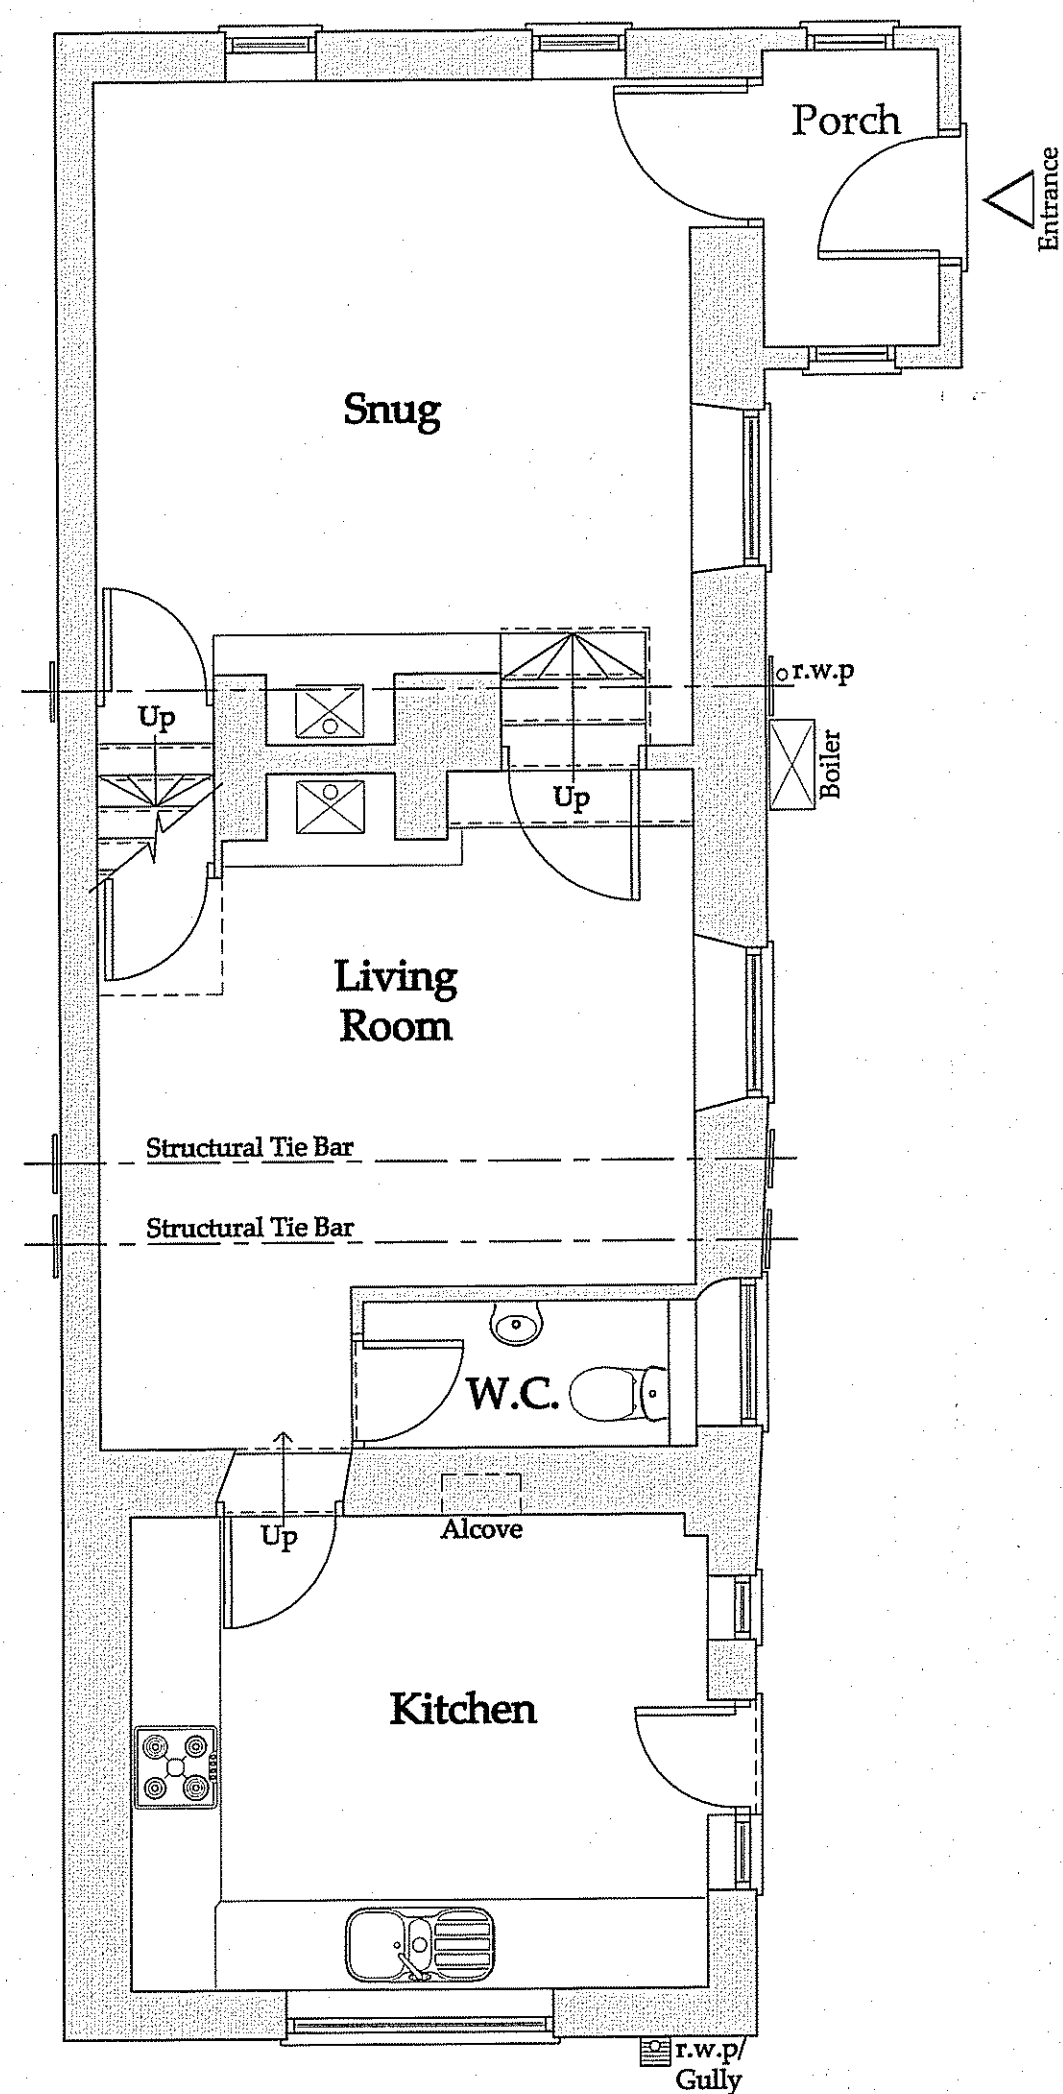 Porch
Entrance
Snug
r.w.p
Up
Boiler
Up
Living
Room
Structural Tie Bar
Structural Tie Bar
W.C.
Up
Alcove
Kitchen
r.w.p/
Gully